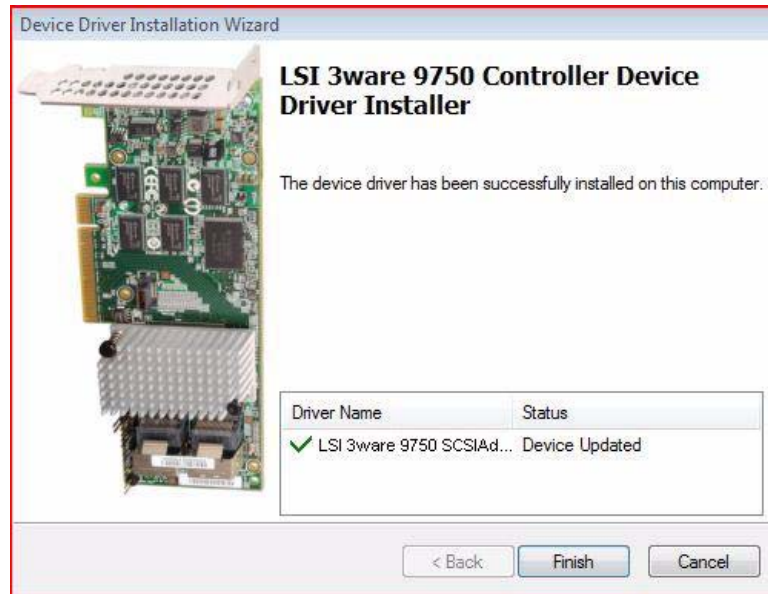 Device Driver Installation Wizard
LSI 3ware 9750 Controller Device
Driver Installer
The device driver has been successfully installed on this computer.
Driver Name Status
LSI 3ware 9750 SCSIAd... Device Updated
< Back Finish Cancel